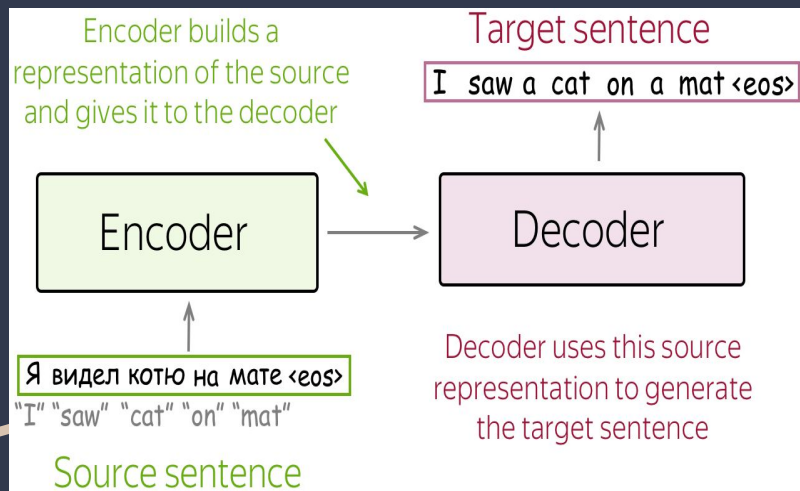 Encoder builds a
representation of the source
and gives it to the decoder
Target sentence
I saw a cat on a mat <eos>
Encoder
Decoder
Я видел котю на мате <eos>
"I" "saw" "cat" "on" "mat"
Source sentence
Decoder uses this source
representation to generate
the target sentence